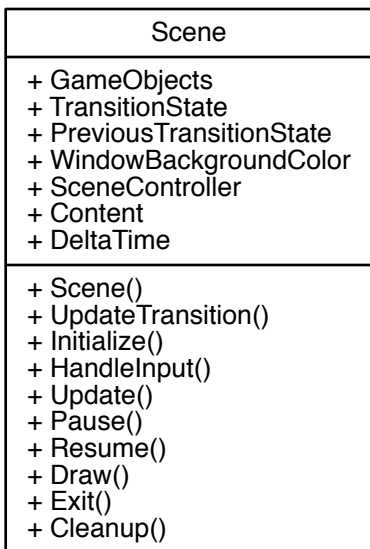 Scene
+ GameObjects
+ TransitionState
+ PreviousTransitionState
+ WindowBackgroundColor
+ SceneController
+ Content
+ DeltaTime
+ Scene()
+ UpdateTransition()
+ Initialize()
+ HandleInput()
+ Update()
+ Pause()
+ Resume()
+ Draw()
+ Exit()
+ Cleanup()